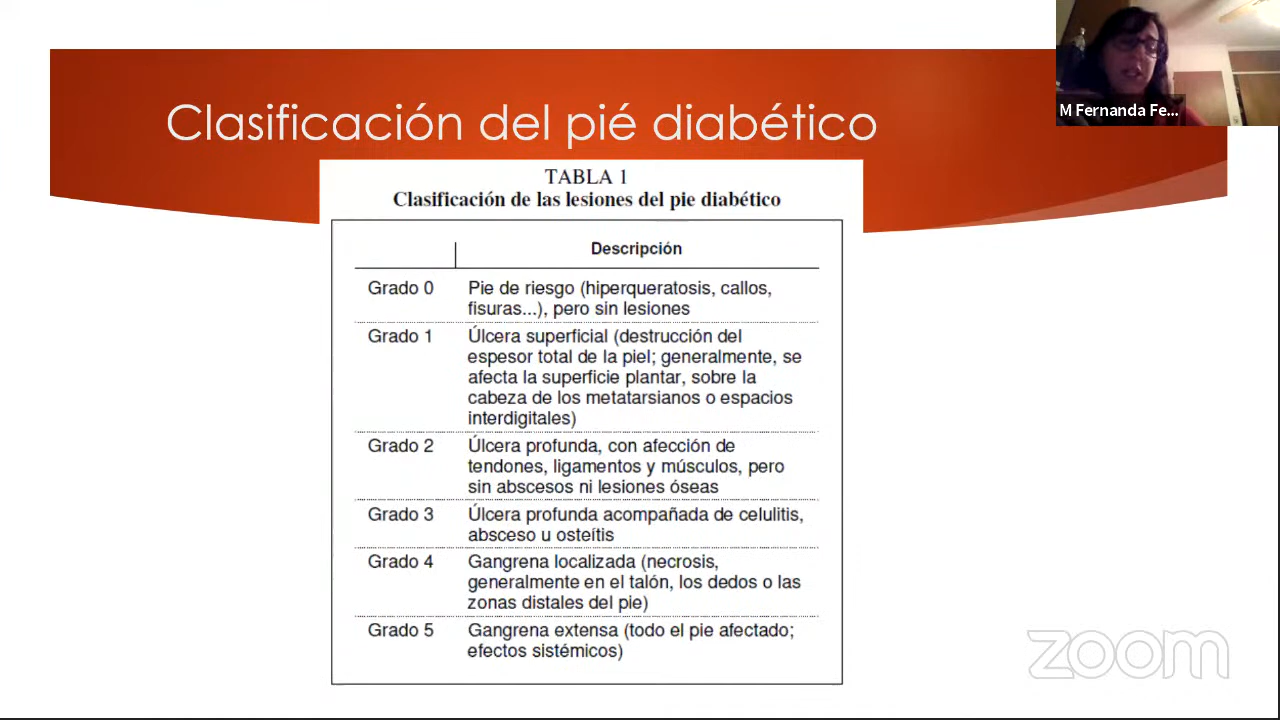 Clasificación del pié diabético
M Fernanda Fe...
TABLA 1
Clasificación de las lesiones del pie diabético
Descripción
Grado 0
Pie de riesgo (hiperqueratosis, callos,
fisuras...), pero sin lesiones
Grado 1
Úlcera superficial (destrucción del
espesor total de la piel; generalmente, se
afecta la superficie plantar, sobre la
cabeza de los metatarsianos o espacios
interdigitales)
Grado 2
Úlcera profunda, con afección de
tendones, ligamentos y músculos, pero
sin abscesos ni lesiones óseas
Grado 3
Úlcera profunda acompañada de celulitis,
absceso u osteítis
Grado 4
Gangrena localizada (necrosis,
generalmente en el talón, los dedos o las
zonas distales del pie)
Grado 5
Gangrena extensa (todo el pie afectado;
efectos sistémicos)
zoom